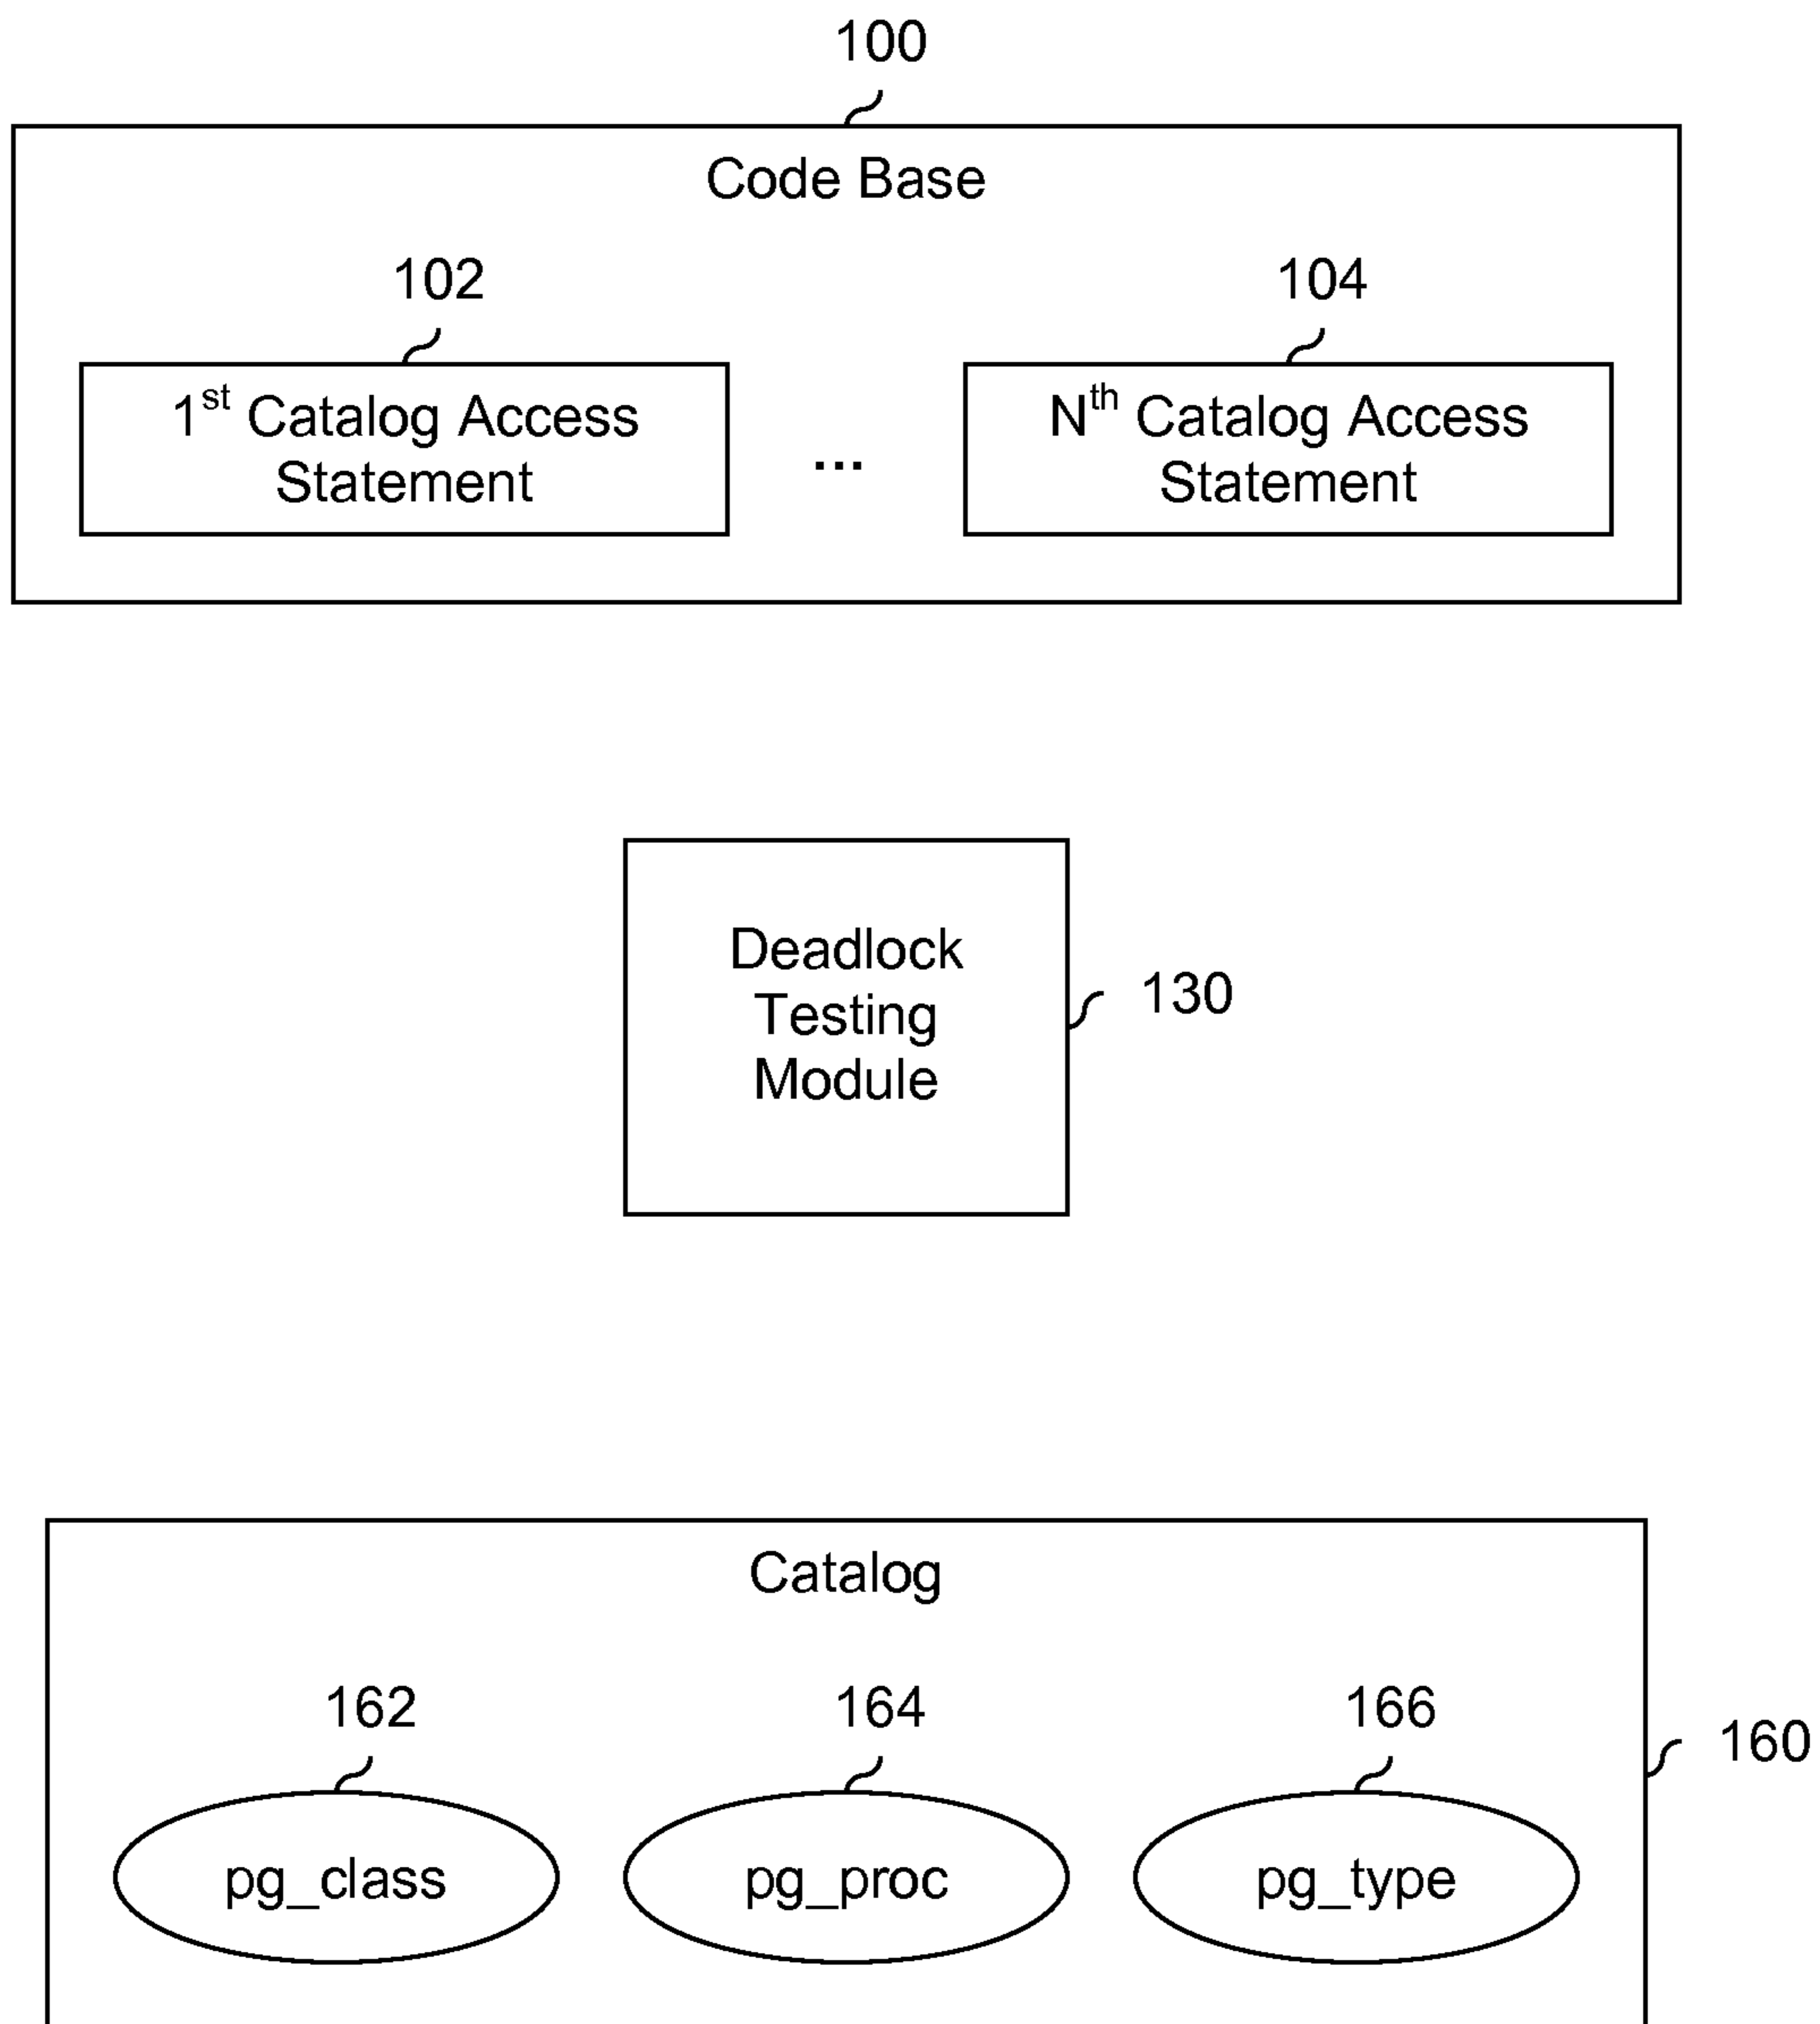 100
Code Base
102
104
1st Catalog Access
Statement
...
Nth Catalog Access
Statement
Deadlock
Testing
Module
130
Catalog
162
164
166
160
pg_class
pg_proc
pg_type